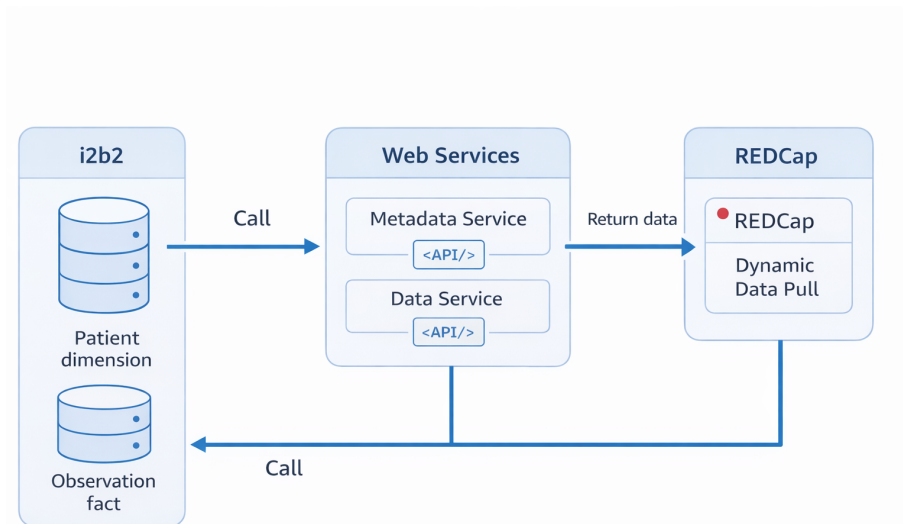 i2b2
Patient
dimension
Observation
fact
Call
Web Services
Metadata Service
<API/>
Data Service
<API/>
Return data
REDCap
REDCap
Dynamic
Data Pull
Call